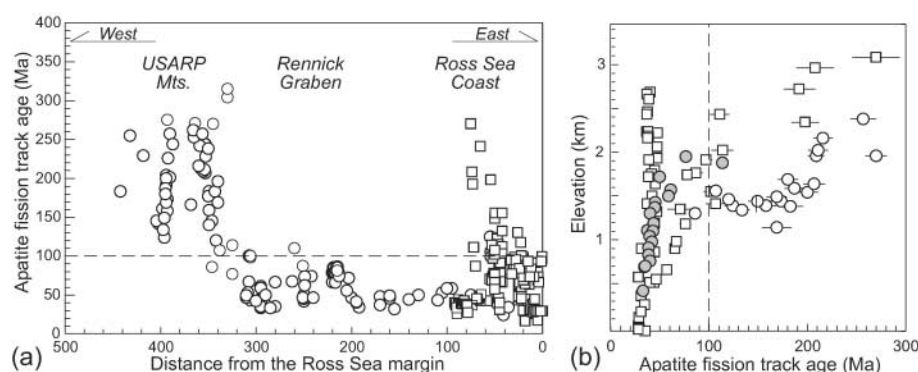 400
350
300
250
200
150
100
50
0
Apatite fission track age (Ma)
West
East
USARP
Mts.
Rennick
Graben
Ross Sea
Coast
500 400 300 200 100 0
(a) Distance from the Ross Sea margin
3
2
1
Elevation (km)
0 100 200 300
(b) Apatite fission track age (Ma)